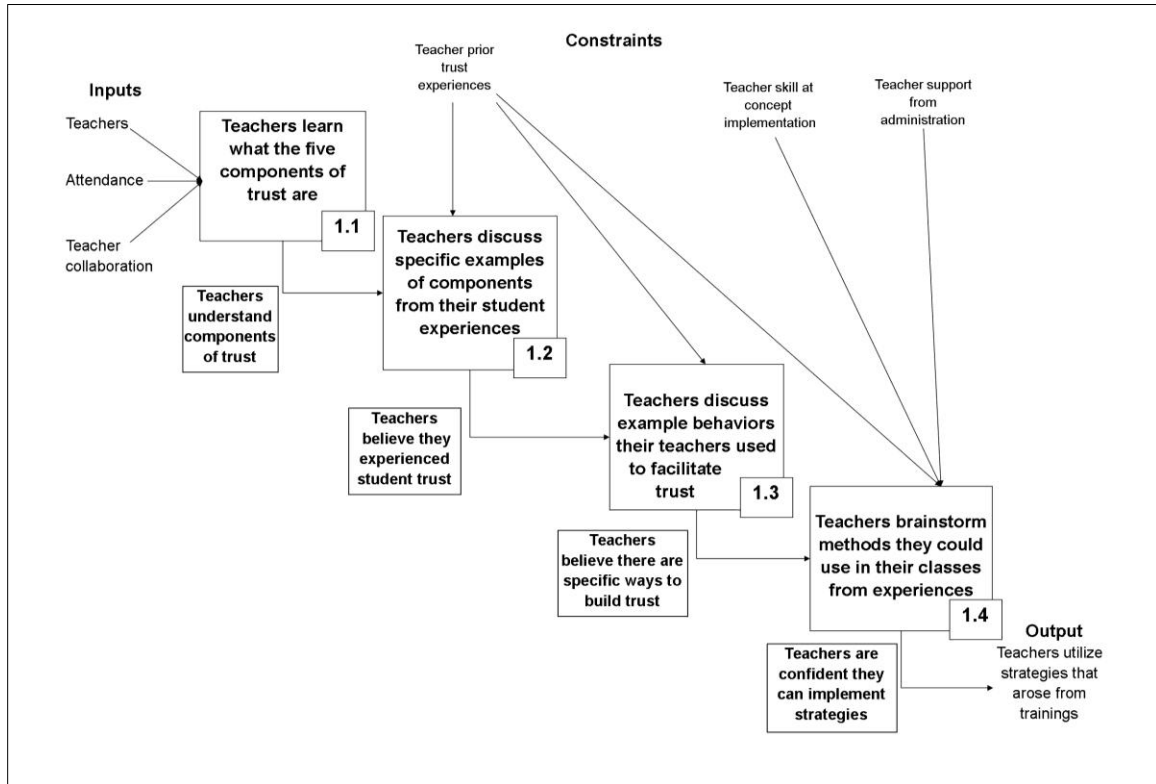 Constraints
Teacher prior
trust
experiences
Teacher skill at
concept
implementation
Teacher support
from
administration
Inputs
Teachers
Attendance
Teacher
collaboration
Teachers learn
what the five
components of
trust are
1.1
Teachers
understand
components
of trust
Teachers discuss
specific examples
of components
from their student
experiences
1.2
Teachers
believe they
experienced
student trust
Teachers discuss
example behaviors
their teachers used
to facilitate
trust
1.3
Teachers
believe there are
specific ways to
build trust
Teachers brainstorm
methods they could
use in their classes
from experiences
1.4
Teachers are
confident they
can implement
strategies
Output
Teachers utilize
strategies that
arose from
trainings